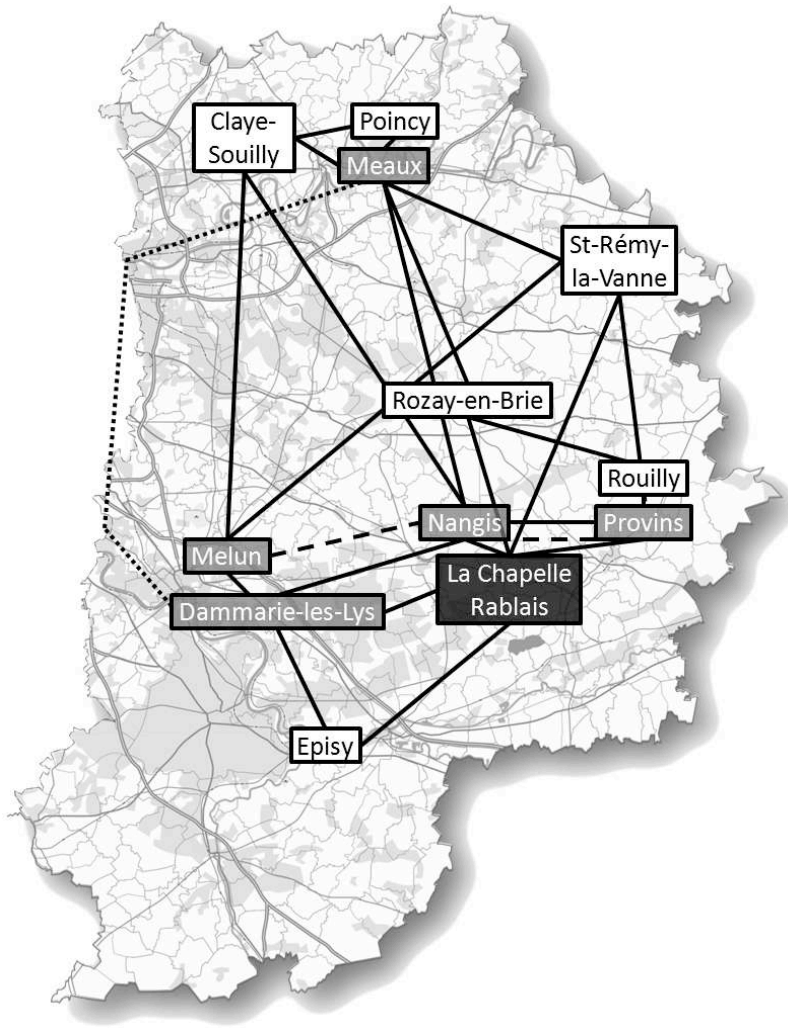 Claye-
Souilly
Poincy
Meaux
St-Rémy-
la-Vanne
Rozay-en-Brie
Rouilly
Nangis
Provins
Melun
La Chapelle
Rablais
Dammarie-les-Lys
Episy